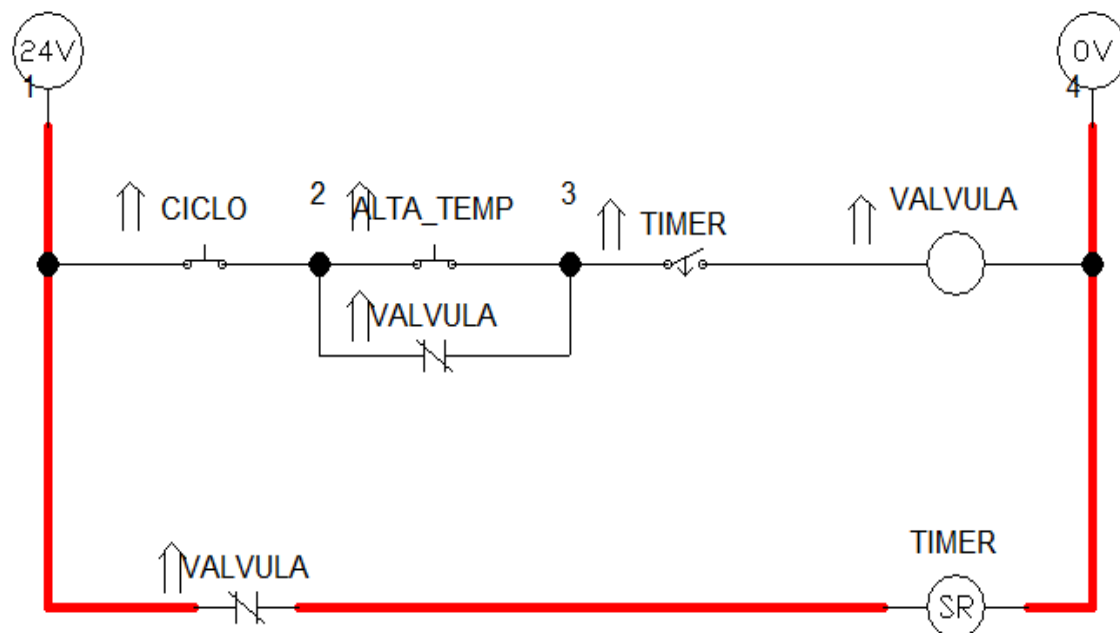 24V
0V
1
4
CICLO
2
ALTA_TEMP
3
TIMER
VALVULA
VALVULA
VALVULA
TIMER
SR